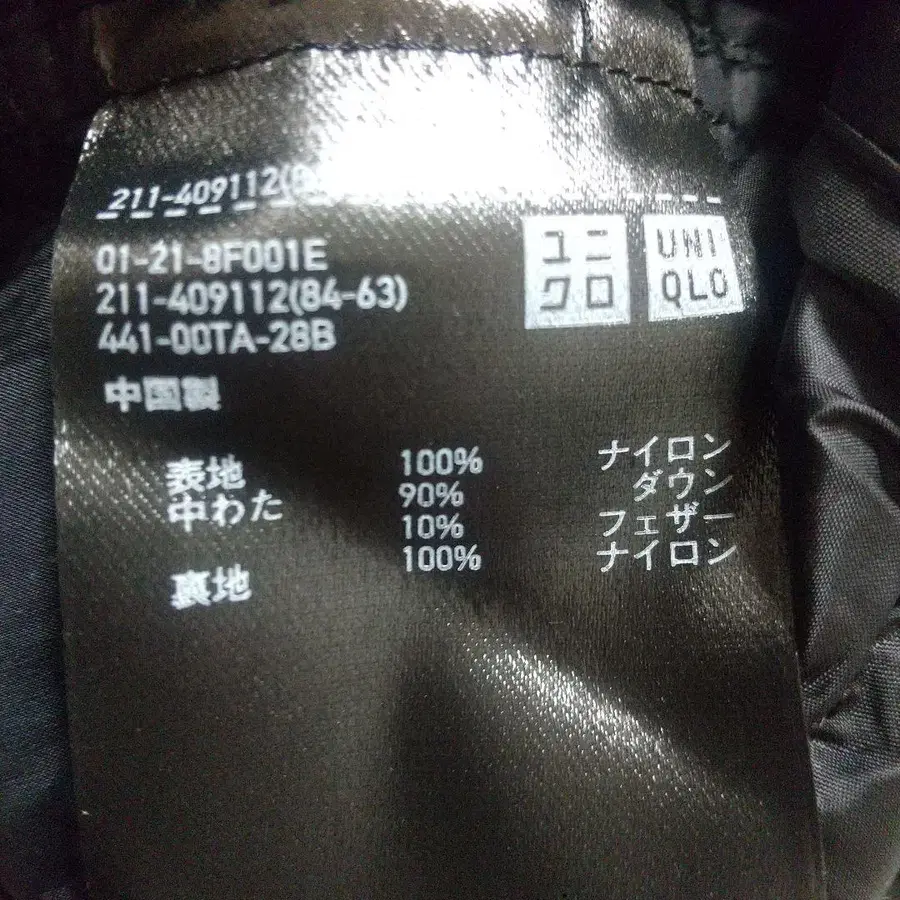 211-409112(8
01-21-8F001E
211-409112(84-63)
441-00TA-28B
ユニクロ
UNIQLO
中国製
表地 100% ナイロン
中わた 90% ダウン
10% フェザー
裏地 100% ナイロン